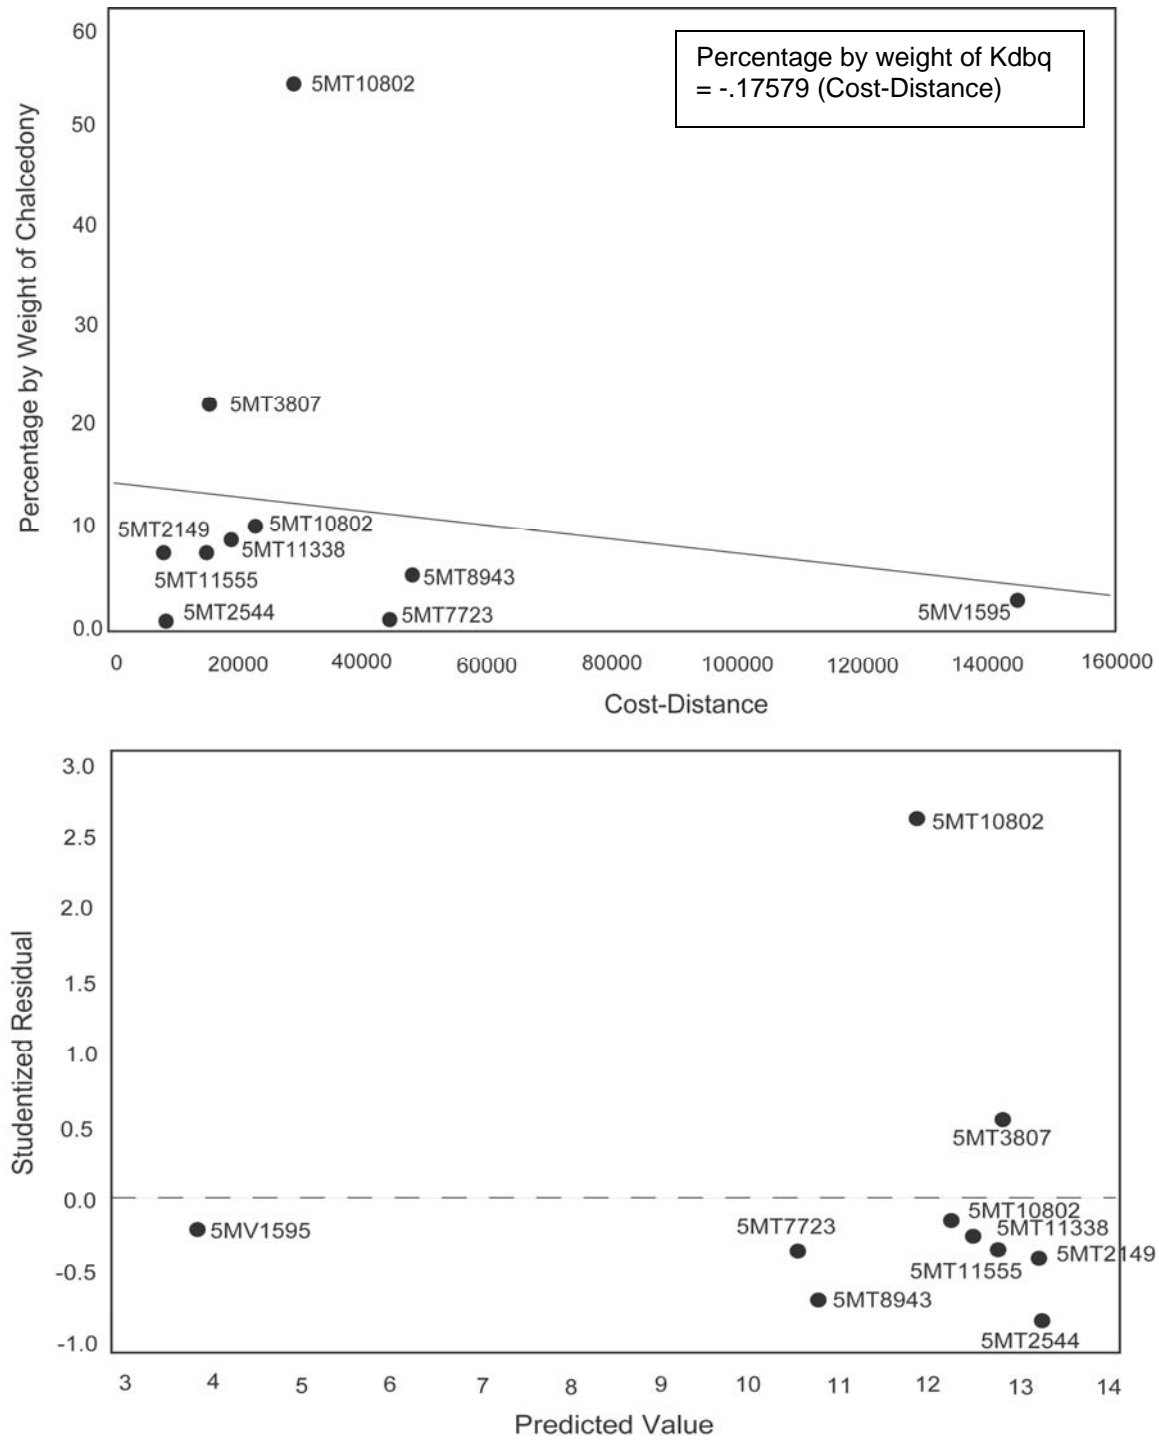 60
50
40
30
20
10
0.0
Percentage by Weight of Chalcedony
Percentage by weight of Kdbq
= -.17579 (Cost-Distance)
5MT10802
5MT3807
5MT2149
5MT10802
5MT11338
5MT11555
5MT8943
5MT2544
5MT7723
5MV1595
0 20000 40000 60000 80000 100000 120000 140000 160000
Cost-Distance
3.0
2.5
2.0
1.5
1.0
0.5
0.0
-0.5
-1.0
Studentized Residual
5MT10802
5MT3807
5MT10802
5MT7723
5MT11338
5MV1595
5MT2149
5MT11555
5MT8943
5MT2544
3 4 5 6 7 8 9 10 11 12 13 14
Predicted Value